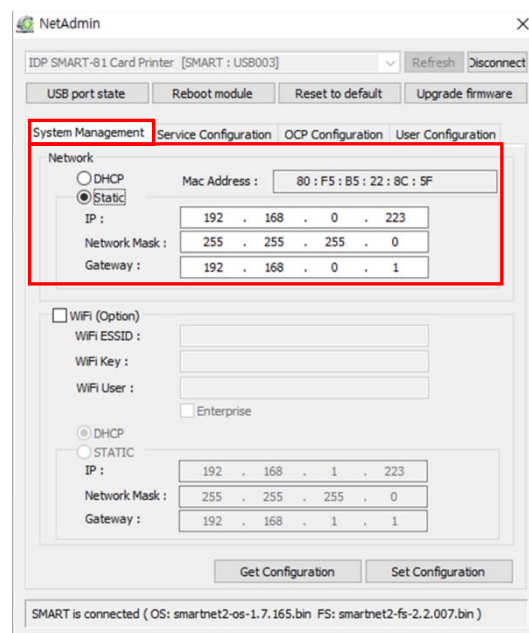 NetAdmin
IDP SMART-81 Card Printer [SMART : USB003] Refresh Disconnect
USB port state Reboot module Reset to default Upgrade firmware
System Management Service Configuration OCP Configuration User Configuration
Network
DHCP Mac Address : 80 : F5 : B5 : 22 : 8C : 5F
Static
IP : 192 . 168 . 0 . 223
Network Mask : 255 . 255 . 255 . 0
Gateway : 192 . 168 . 0 . 1
WiFi (Option)
WiFi ESSID :
WiFi Key :
WiFi User :
Enterprise
DHCP
STATIC
IP : 192 . 168 . 1 . 223
Network Mask : 255 . 255 . 255 . 0
Gateway : 192 . 168 . 1 . 1
Get Configuration Set Configuration
SMART is connected ( OS: smartnet2-os-1.7.165.bin FS: smartnet2-fs-2.2.007.bin )